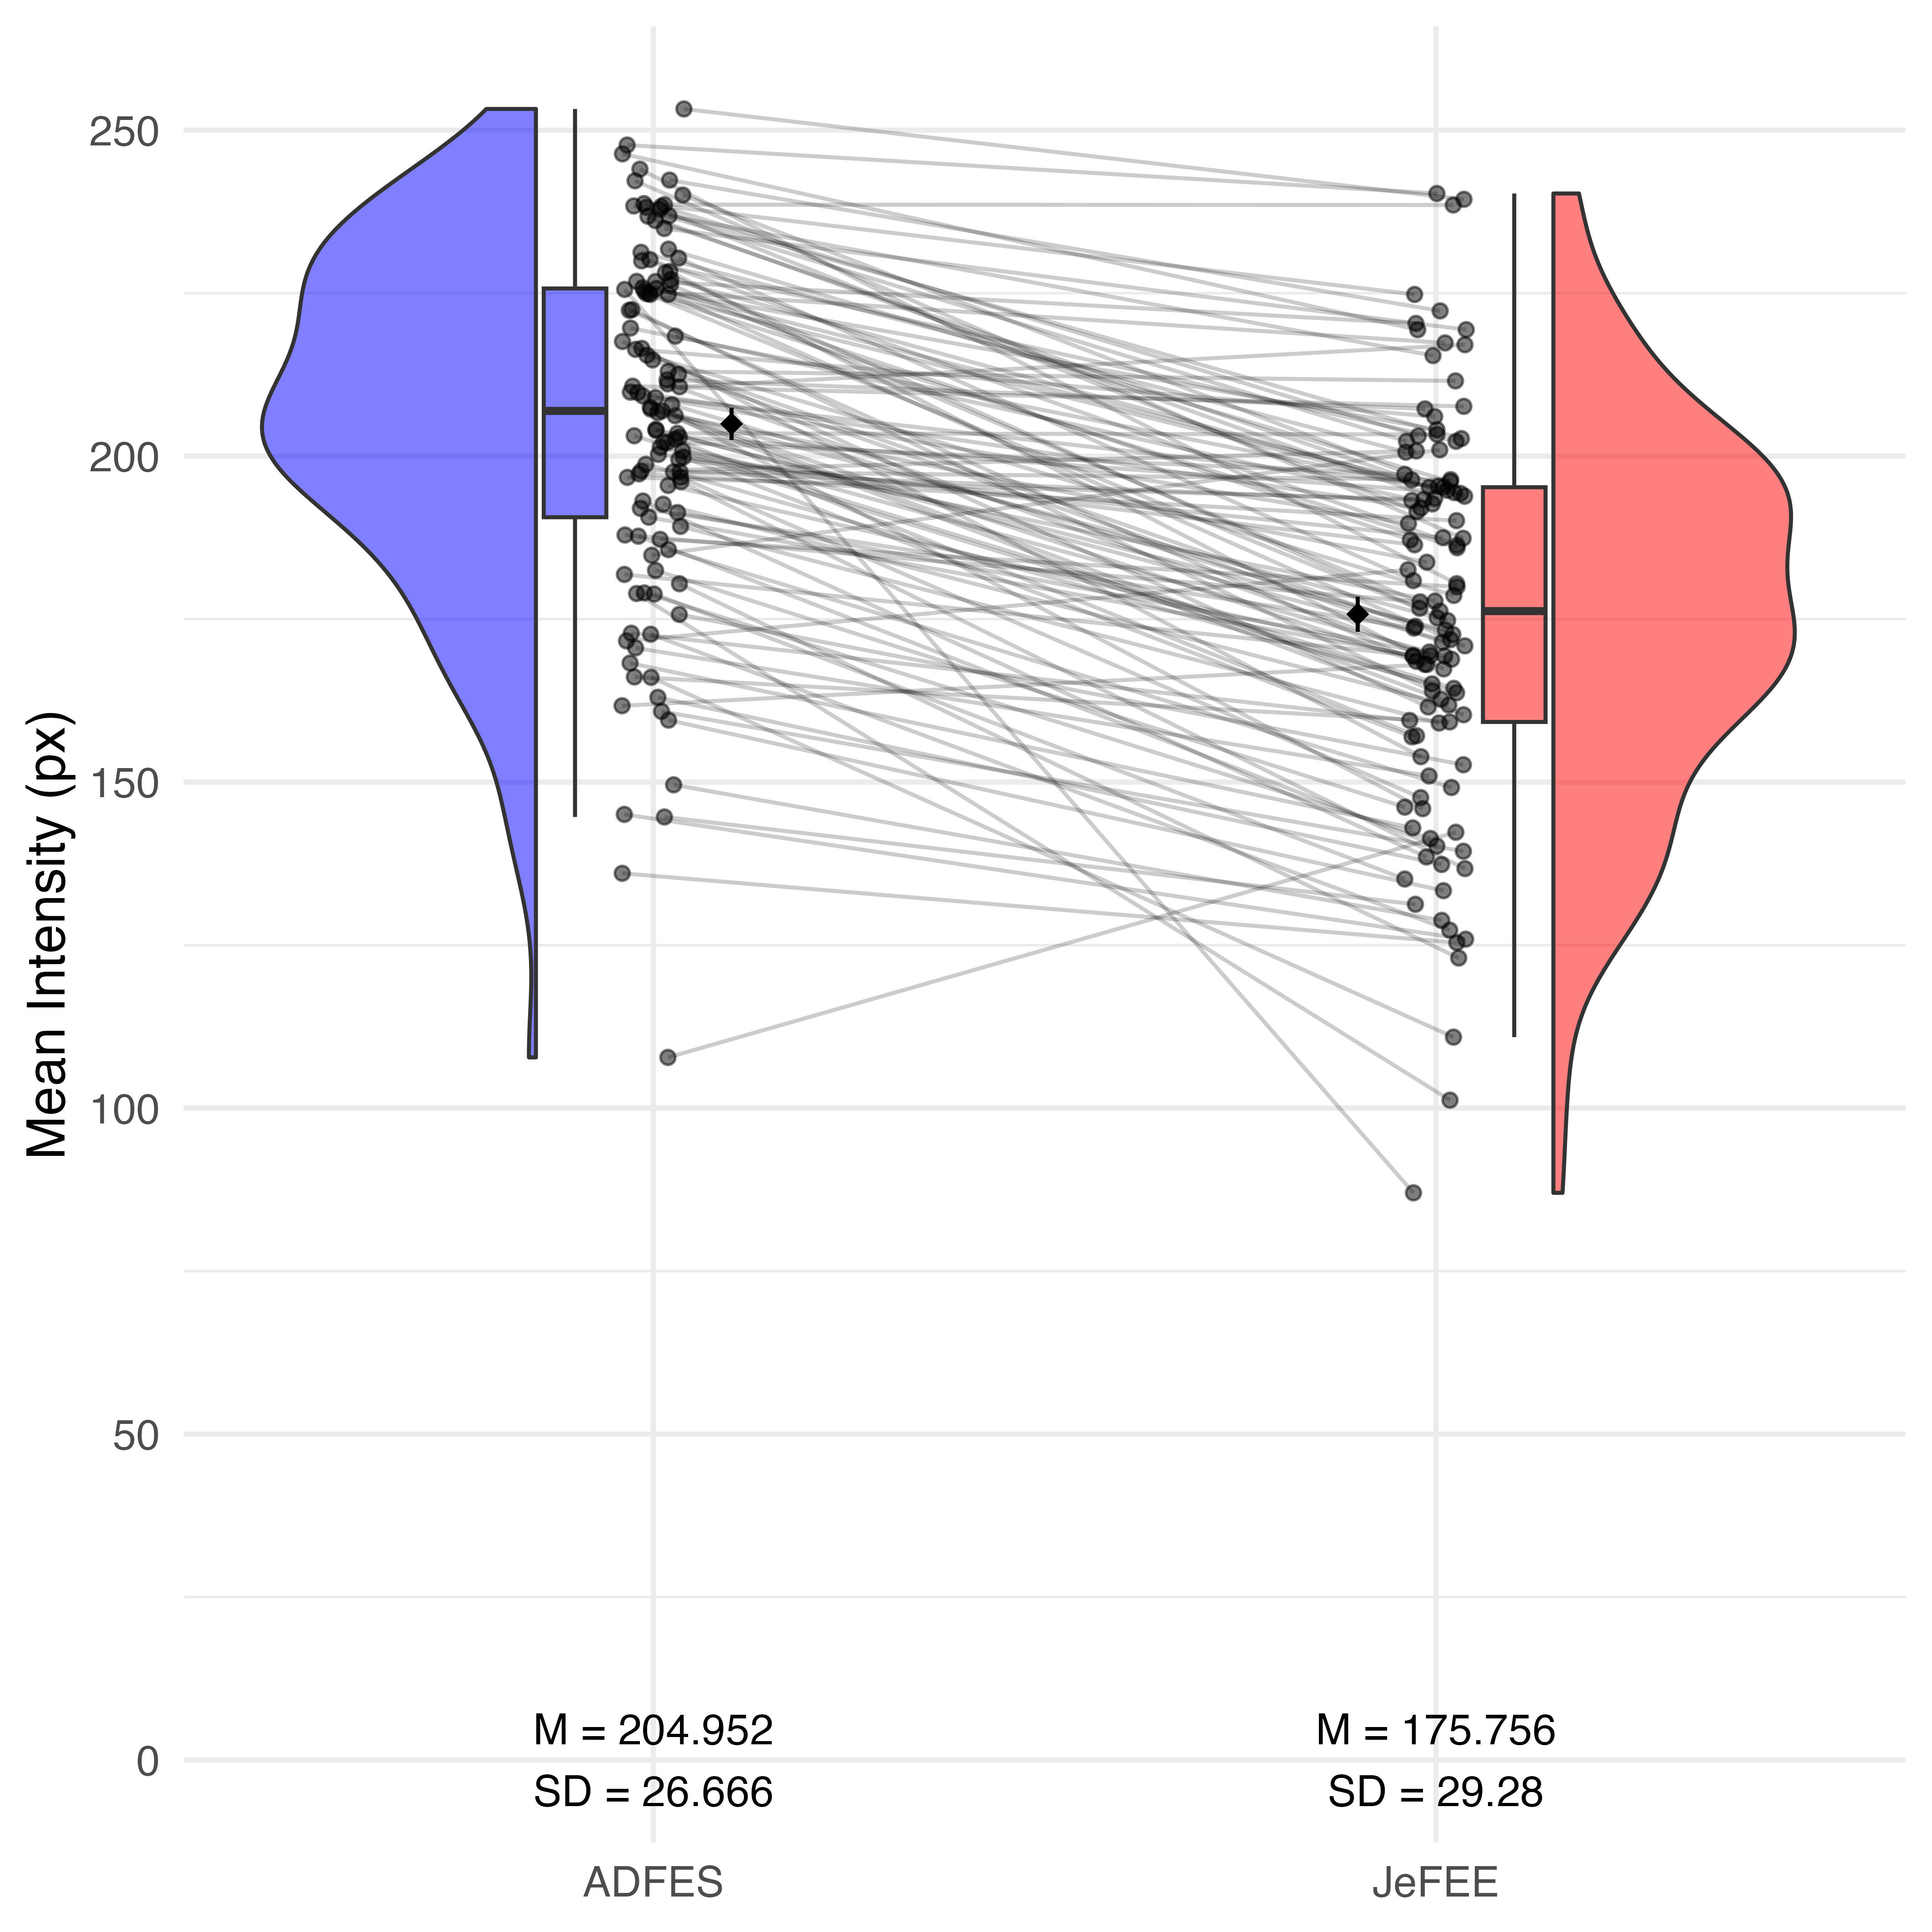 Mean Intensity (px)
250
200
150
100
50
0
M = 204.952
SD = 26.666
M = 175.756
SD = 29.28
ADFES
JeFEE